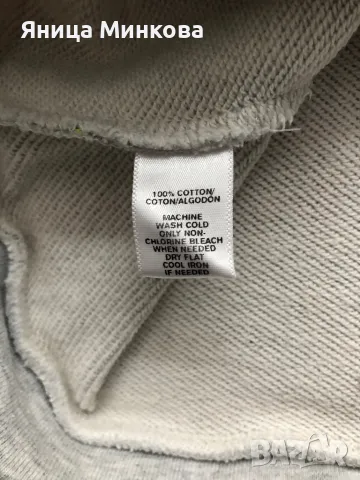 Яница Минкова
100% COTTON/
COTON/ALGODÓN
MACHINE
WASH COLD
ONLY NON-
CHLORINE BLEACH
WHEN NEEDED
DRY FLAT
COOL IRON
IF NEEDED
BAZAR